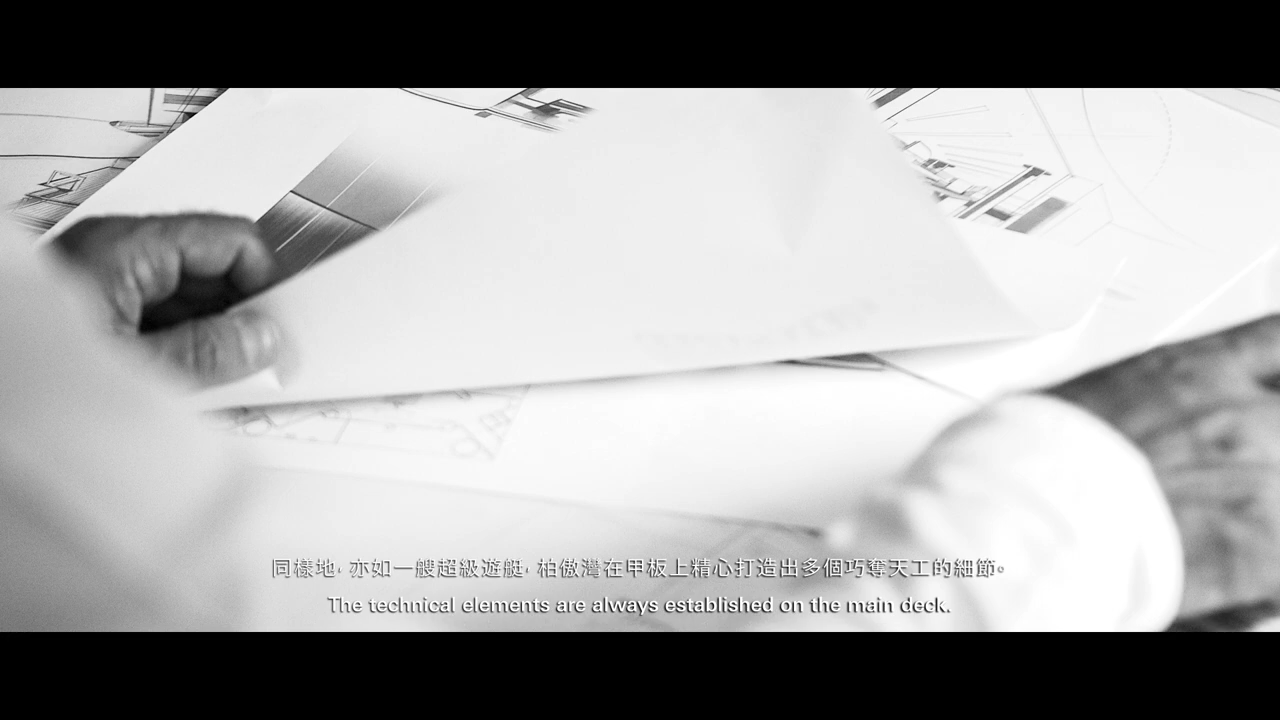 同樣地，亦如一艘超級遊艇，柏傲灣在甲板上精心打造出多個巧奪天工的細節。
The technical elements are always established on the main deck.